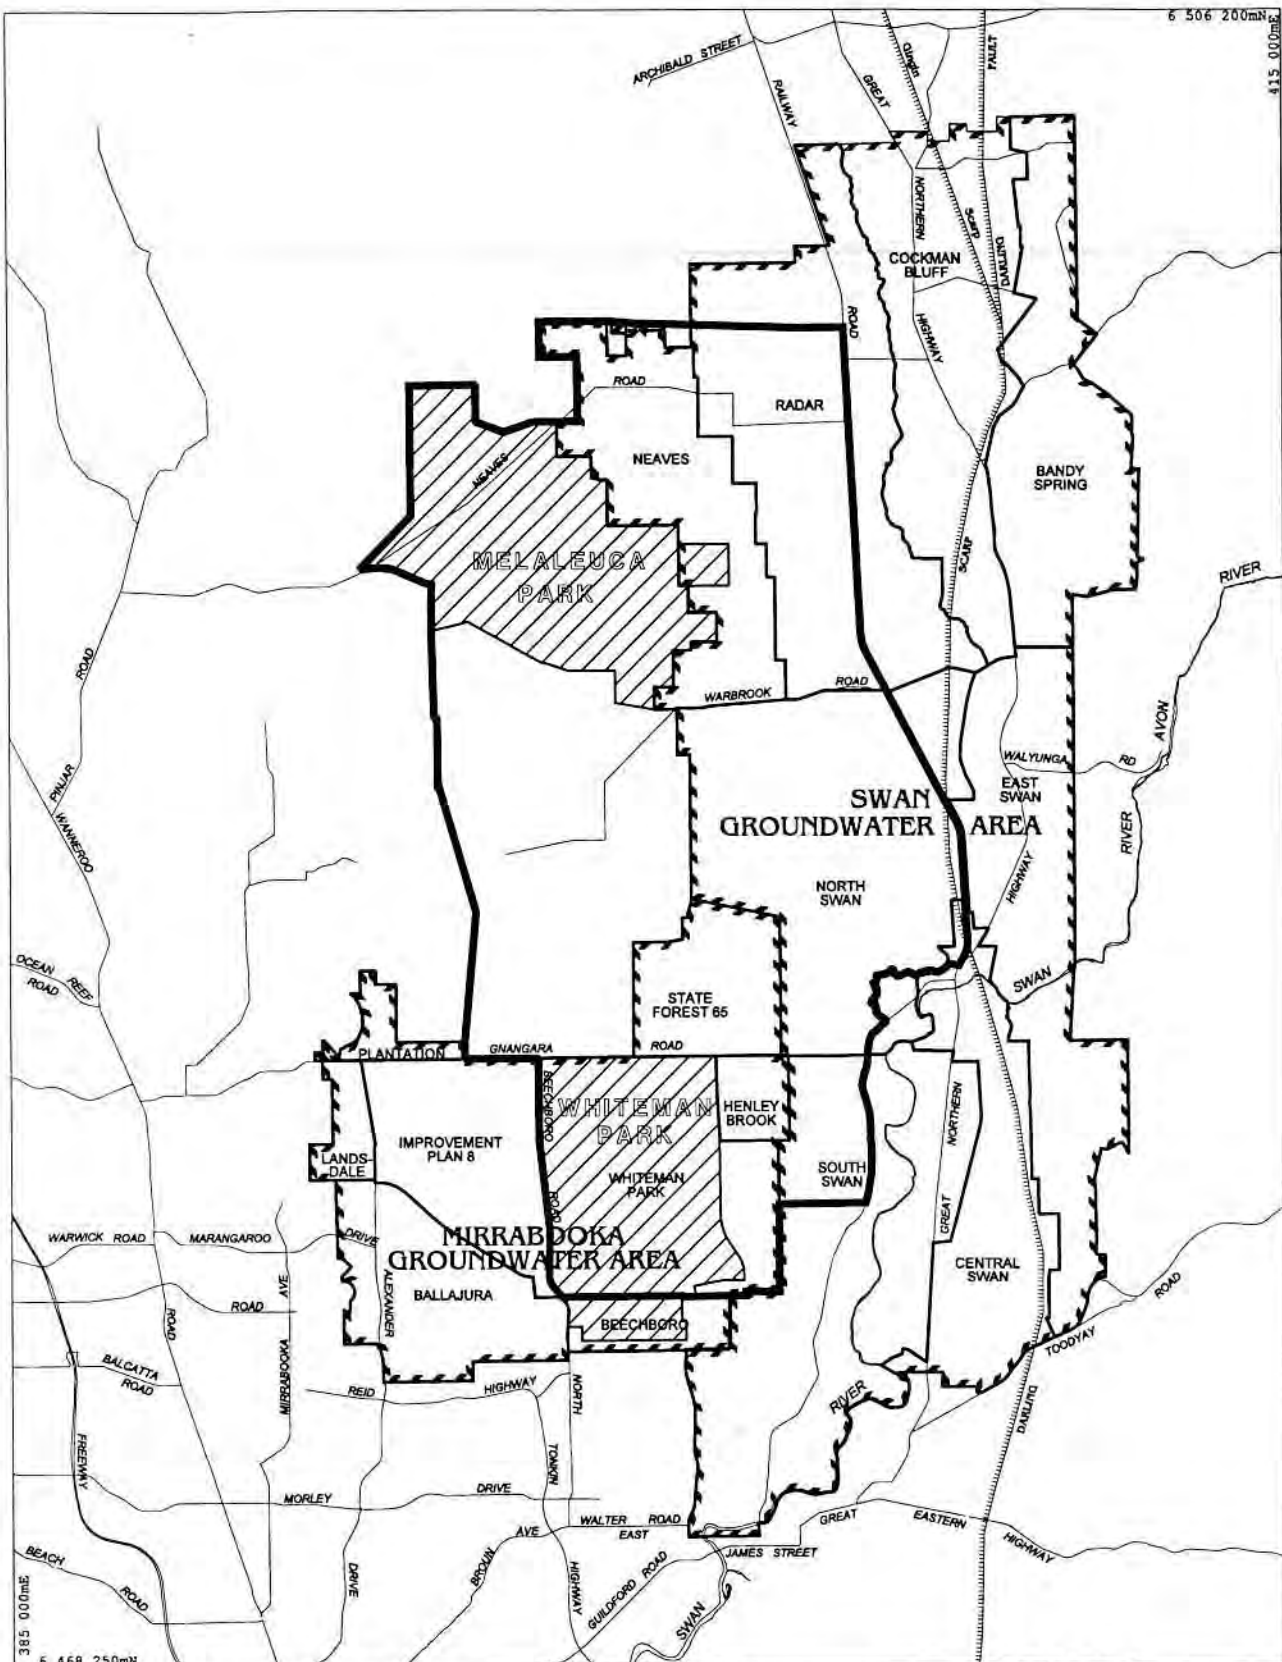 6 506 200mN
415 000mE
ARCHIBALD STREET
RAILWAY
GREAT
Gingin
FAULT
NORTHERN
Scarp
DARLING
COCKMAN
BLUFF
ROAD
HIGHWAY
ROAD
RADAR
NEAVES
NEAVES
BANDY
SPRING
MELALEUCA
PARK
SCARP
RIVER
ROAD
WARBROOK
ROAD
AVON
PINJAR
WALYUNGA
RD
EAST
SWAN
SWAN
GROUNDWATER AREA
WANNEROO
RIVER
HIGHWAY
NORTH
SWAN
OCEAN REEF
ROAD
SWAN
STATE
FOREST 65
PLANTATION
GNANGARA
ROAD
BEECHBORO
WHITEMAN
PARK
HENLEY
BROOK
NORTHERN
IMPROVEMENT
PLAN 8
LANDS-
DALE
WHITEMAN
PARK
SOUTH
SWAN
ROAD
GREAT
WARWICK ROAD
MARANGAROO
DRIVE
MIRRABOOKA
GROUNDWATER AREA
CENTRAL
SWAN
ALEXANDER
BALLAJURA
ROAD
AVE
ROAD
ROAD
BEECHBORO
TOODYAY
BALCATTA
ROAD
MIRRABOOKA
REID
HIGHWAY
NORTH
RIVER
DARLING
FREEWAY
TONKIN
MORLEY
DRIVE
WALTER ROAD
EAST
GREAT
EASTERN
HIGHWAY
AVE
BROUN
JAMES STREET
BEACH
ROAD
DRIVE
HIGHWAY
GUILDFORD ROAD
SWAN
385 000mE
6 468 250mN